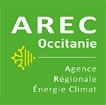 AREC
Occitanie
Agence
Régionale
Énergie Climat